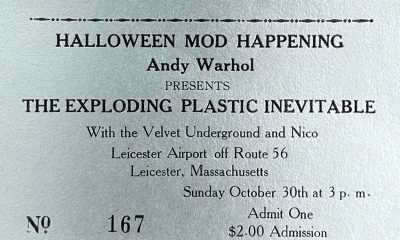 HALLOWEEN MOD HAPPENING
Andy Warhol
PRESENTS
THE EXPLODING PLASTIC INEVITABLE
With the Velvet Underground and Nico
Leicester Airport off Route 56
Leicester, Massachusetts
Sunday October 30th at 3 p. m.
Admit One
No 167
$2.00 Admission